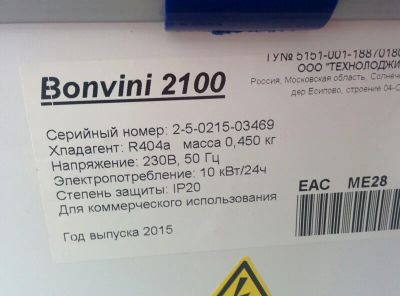 Bonvini 2100
ТУ№ 5151-001-1887018
ООО "ТЕХНОЛОДЖИ
Россия, Московская область, Солнечн
дер Есипово, строение 04-С
Серийный номер: 2-5-0215-03469
Хладагент: R404a масса 0,450 кг
Напряжение: 230В, 50 Гц
Электропотребление: 10 кВт/24ч
Степень защиты: IP20
Для коммерческого использования
EAC ME28
Год выпуска 2015